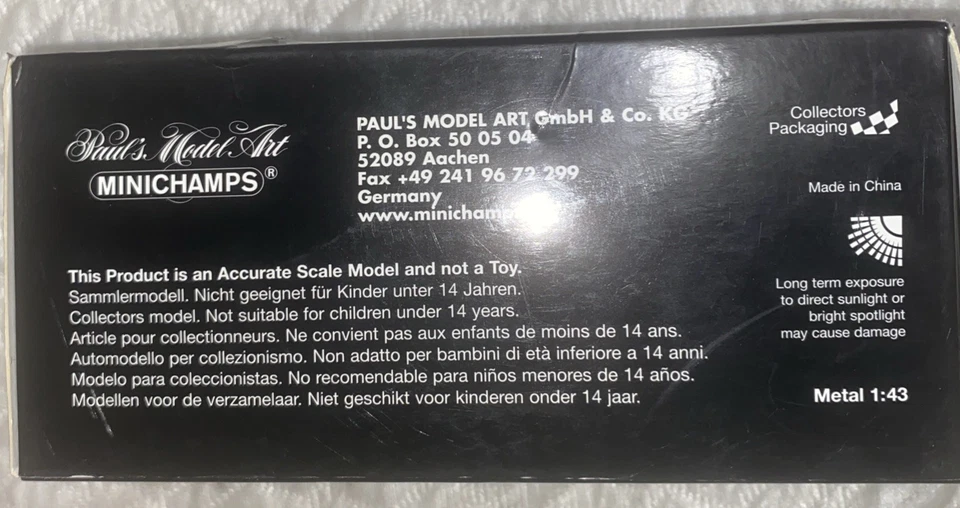 Paul's Model Art
MINICHAMPS®
PAUL'S MODEL ART GmbH & Co. KG
P. O. Box 50 05 04
52089 Aachen
Fax +49 241 96 72 299
Germany
This Product is an Accurate Scale Model and not a Toy.
Sammlermodell. Nicht geeignet für Kinder unter 14 Jahren.
Collectors model. Not suitable for children under 14 years.
Article pour collectionneurs. Ne convient pas aux enfants de moins de 14 ans.
Automodello per collezionismo. Non adatto per bambini di età inferiore a 14 anni.
Modelo para coleccionistas. No recomendable para niños menores de 14 años.
Modellen voor de verzamelaar. Niet geschikt voor kinderen onder 14 jaar.
Collectors
Packaging
Made in China
Long term exposure
to direct sunlight or
bright spotlight
may cause damage
Metal 1:43